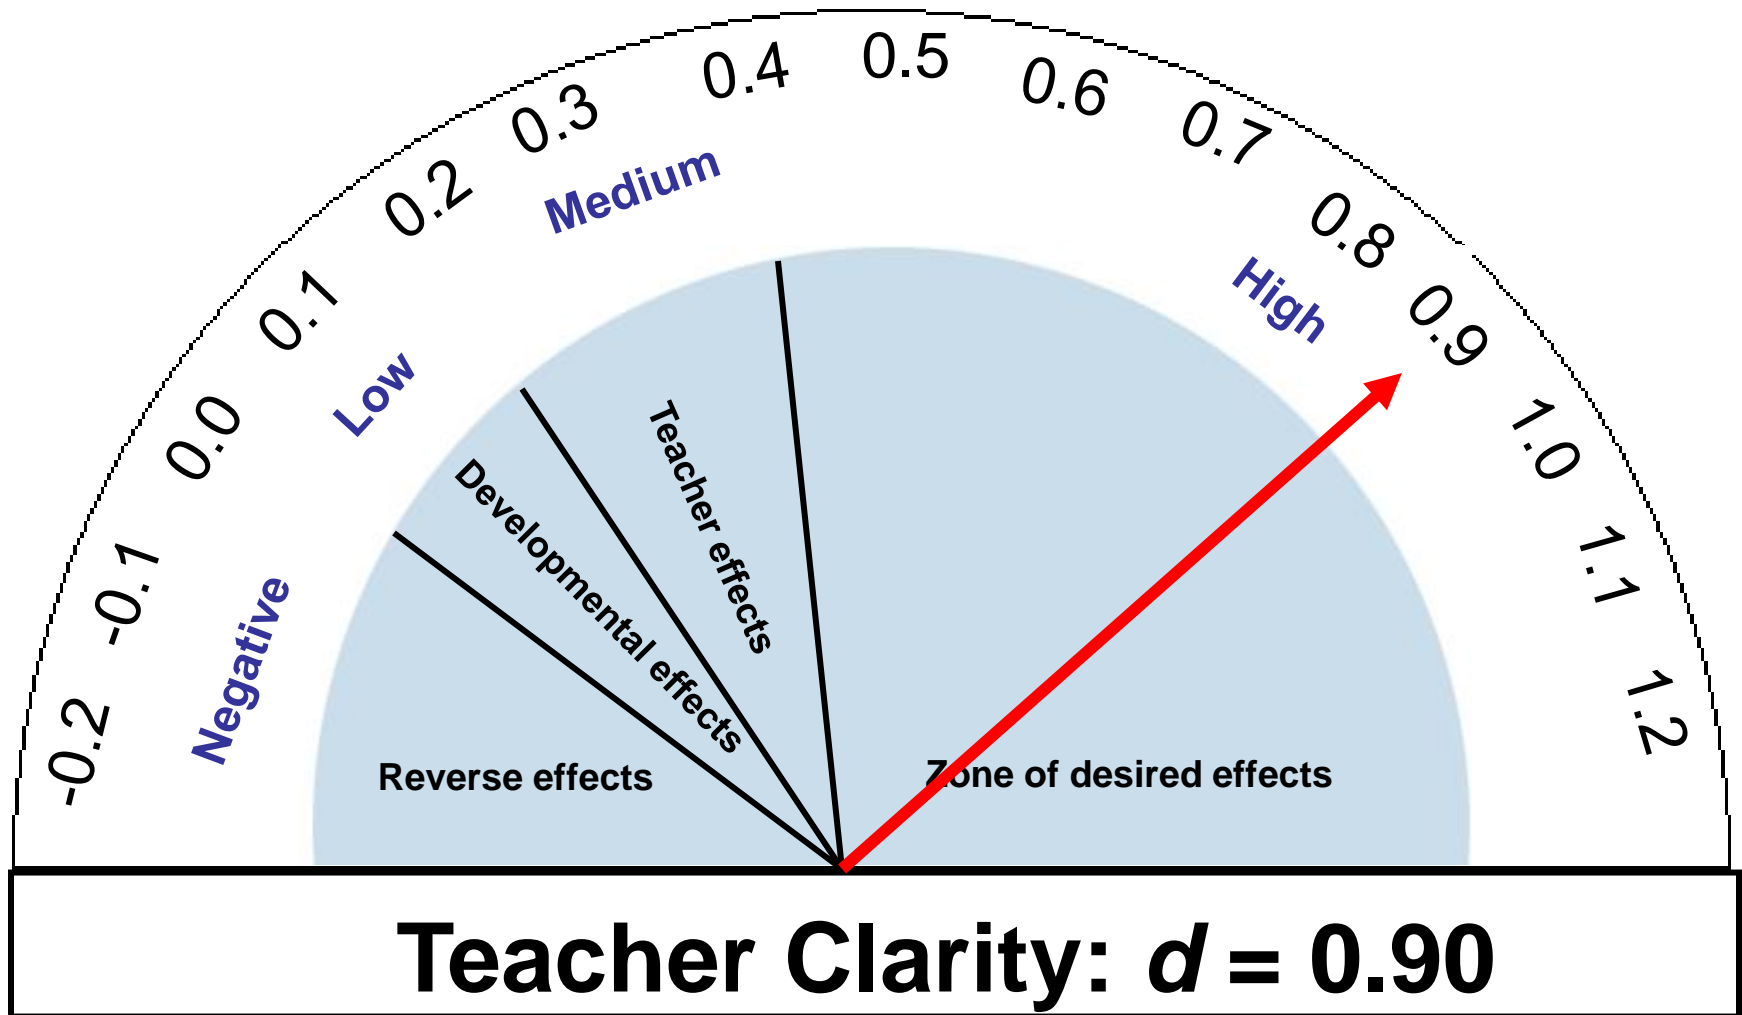 -0.2
-0.1
0.0
0.1
0.2
0.3
0.4
0.5
0.6
0.7
0.8
0.9
1.0
1.1
1.2
Negative
Low
Medium
High
Reverse effects
Developmental effects
Teacher effects
Zone of desired effects
Teacher Clarity: d = 0.90